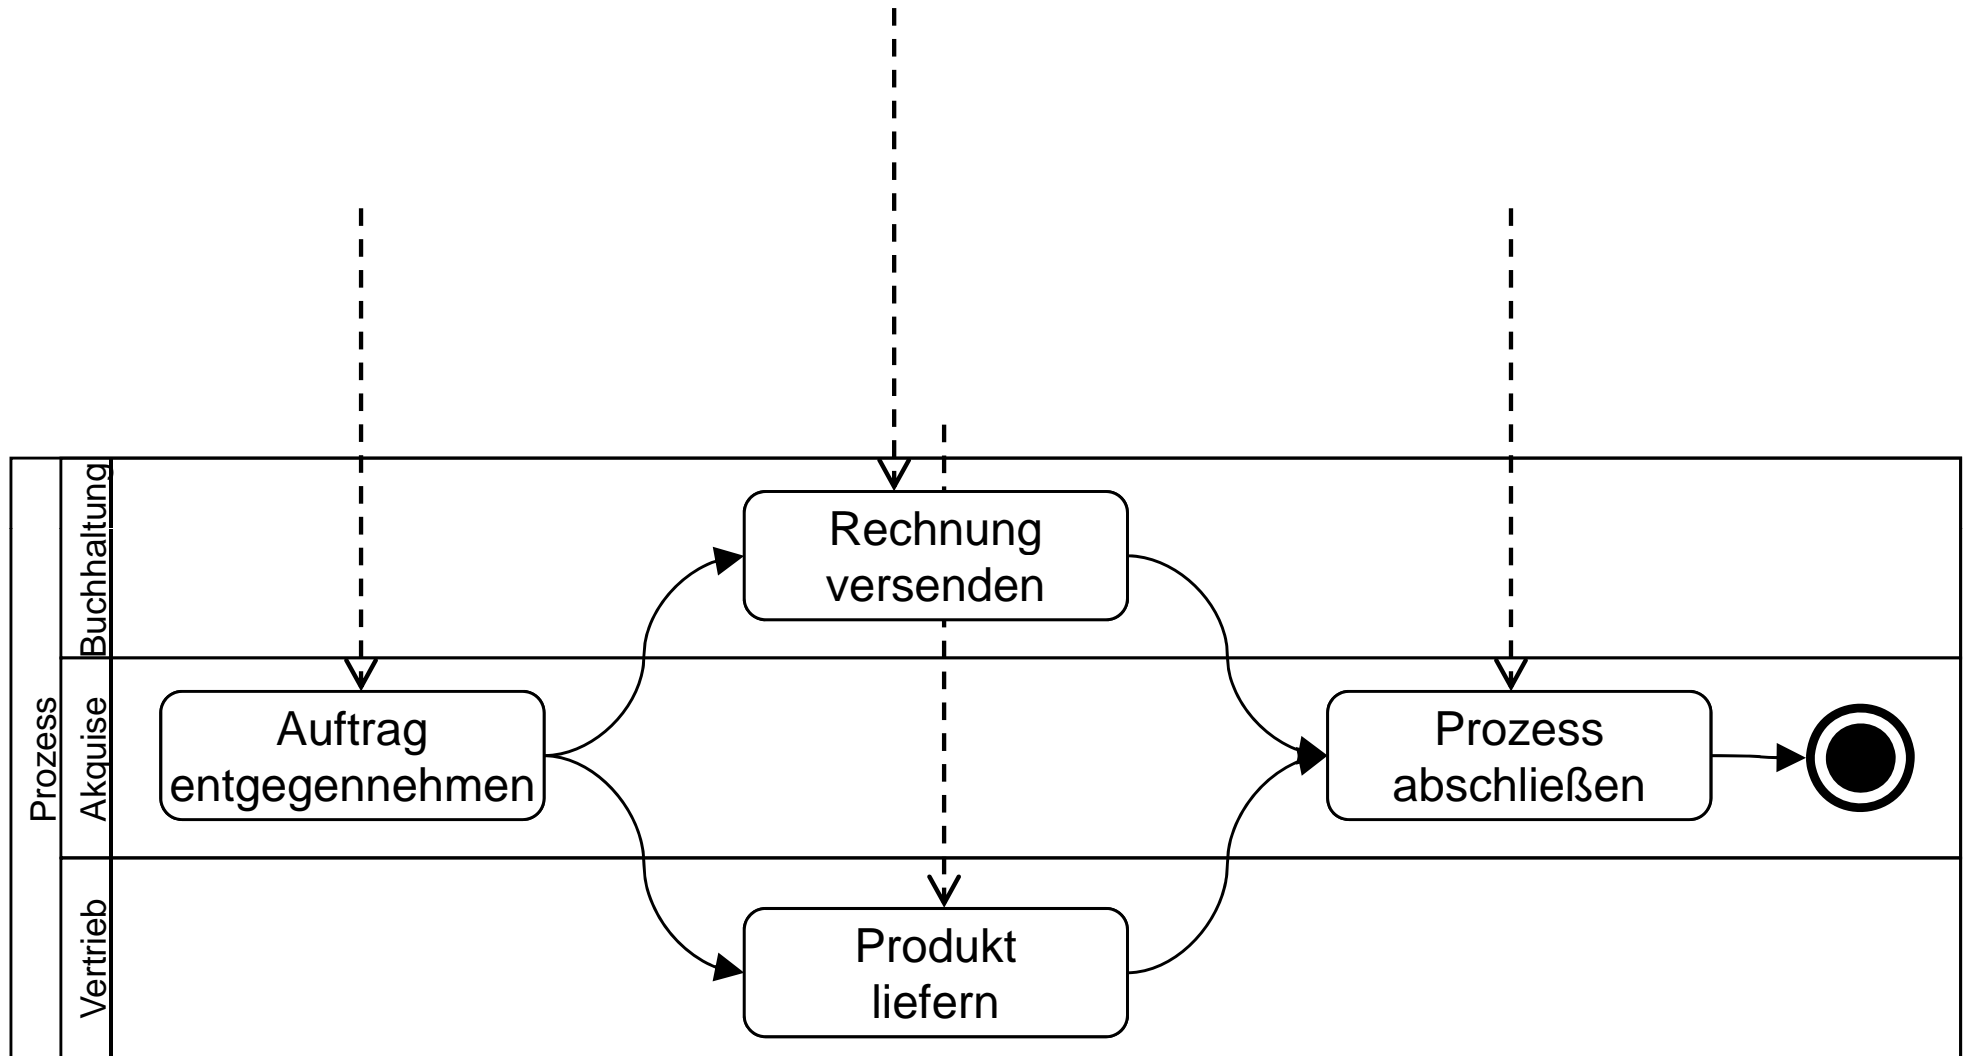 Prozess
Buchhaltung
Rechnung
versenden
Akquise
Auftrag
entgegennehmen
Prozess
abschließen
Vertrieb
Produkt
liefern